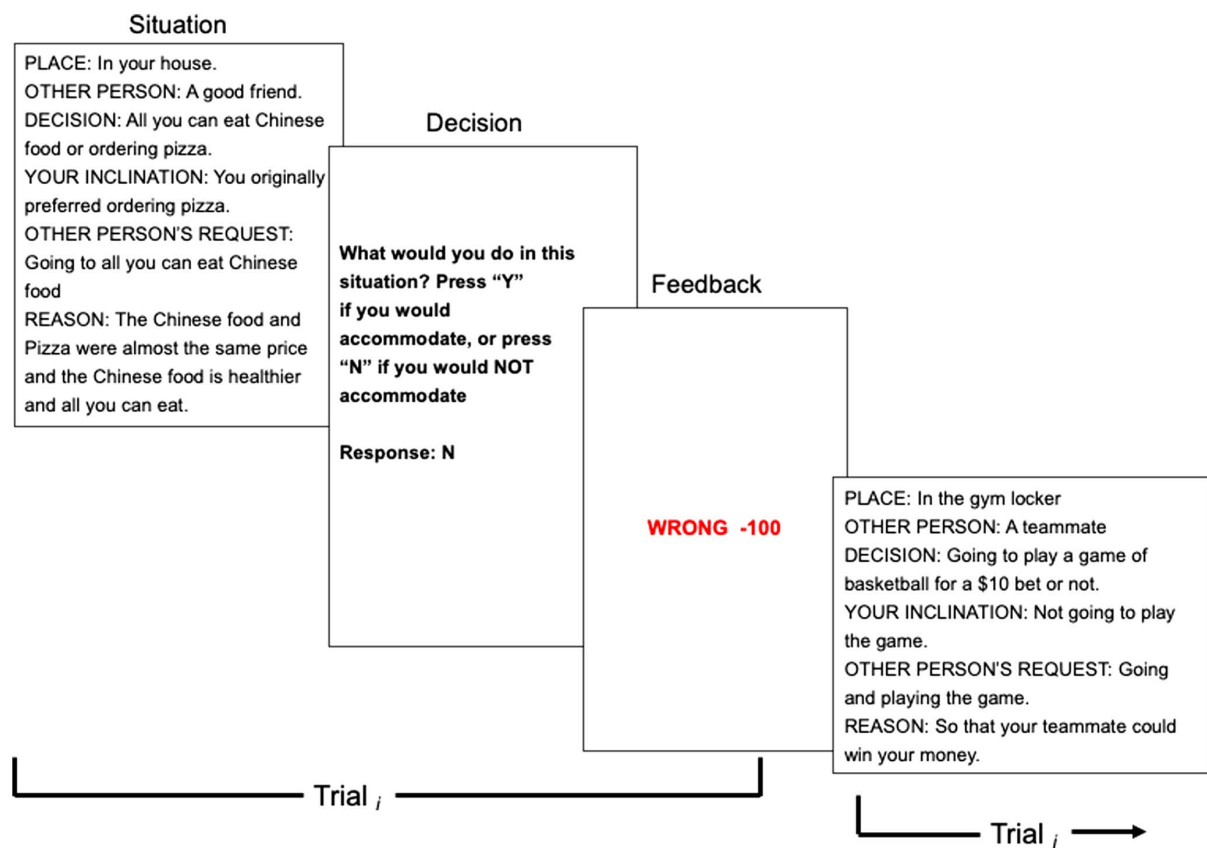 Situation
PLACE: In your house.
OTHER PERSON: A good friend.
DECISION: All you can eat Chinese
food or ordering pizza.
YOUR INCLINATION: You originally
preferred ordering pizza.
OTHER PERSON'S REQUEST:
Going to all you can eat Chinese
food
REASON: The Chinese food and
Pizza were almost the same price
and the Chinese food is healthier
and all you can eat.
Decision
What would you do in this
situation? Press “Y”
if you would
accommodate, or press
“N” if you would NOT
accommodate
Response: N
Feedback
WRONG -100
PLACE: In the gym locker
OTHER PERSON: A teammate
DECISION: Going to play a game of
basketball for a $10 bet or not.
YOUR INCLINATION: Not going to play
the game.
OTHER PERSON'S REQUEST: Going
and playing the game.
REASON: So that your teammate could
win your money.
Trial i
Trial j